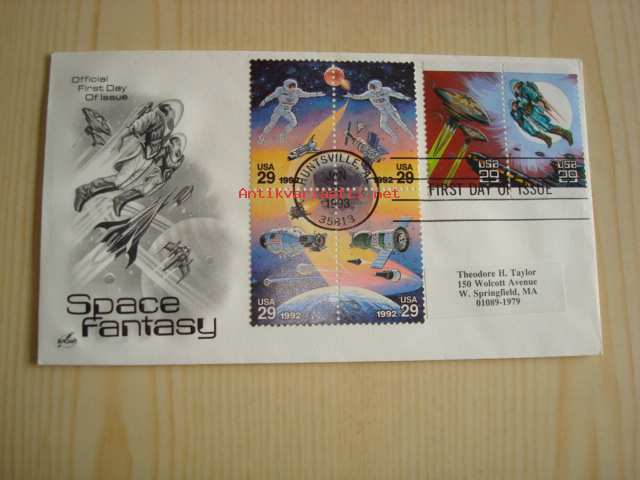 Official
First Day
Of Issue
Space
Fantasy
USA
29 1992
1992 USA
29
USA
29 1992
USA
1992 29
HUNTSVILLE, AL
JAN
1993
35813
USA
29
USA
29
FIRST DAY OF ISSUE
Theodore H. Taylor
150 Wolcott Avenue
W. Springfield, MA
01089-1979